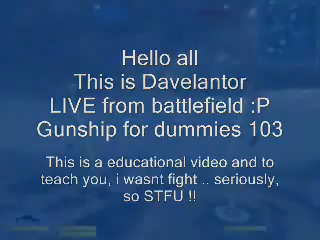 Hello all
This is Davelantor
LIVE from battlefield :P
Gunship for dummies 103
This is a educational video and to
teach you, i wasnt fight .. seriously,
so STFU !!